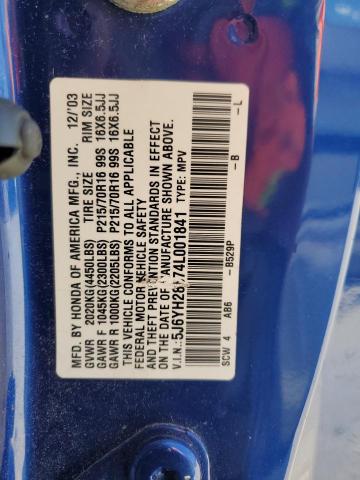 MFD. BY HONDA OF AMERICA MFG., INC. 12/'03
GVWR 2020KG(4450LBS) TIRE SIZE RIM SIZE
GAWR F 1045KG(2300LBS) P215/70R16 99S 16X6.5JJ
GAWR R 1000KG(2205LBS) P215/70R16 99S 16X6.5JJ
THIS VEHICLE CONFORMS TO ALL APPLICABLE
FEDERAL MOTOR VEHICLE SAFETY
THEFT PREVENTION STANDARDS IN EFFECT
ON THE DATE OF MANUFACTURE SHOWN ABOVE.
V.I.N.: TYPE: MPV
SCW 4 AB6 -B529P -B -L